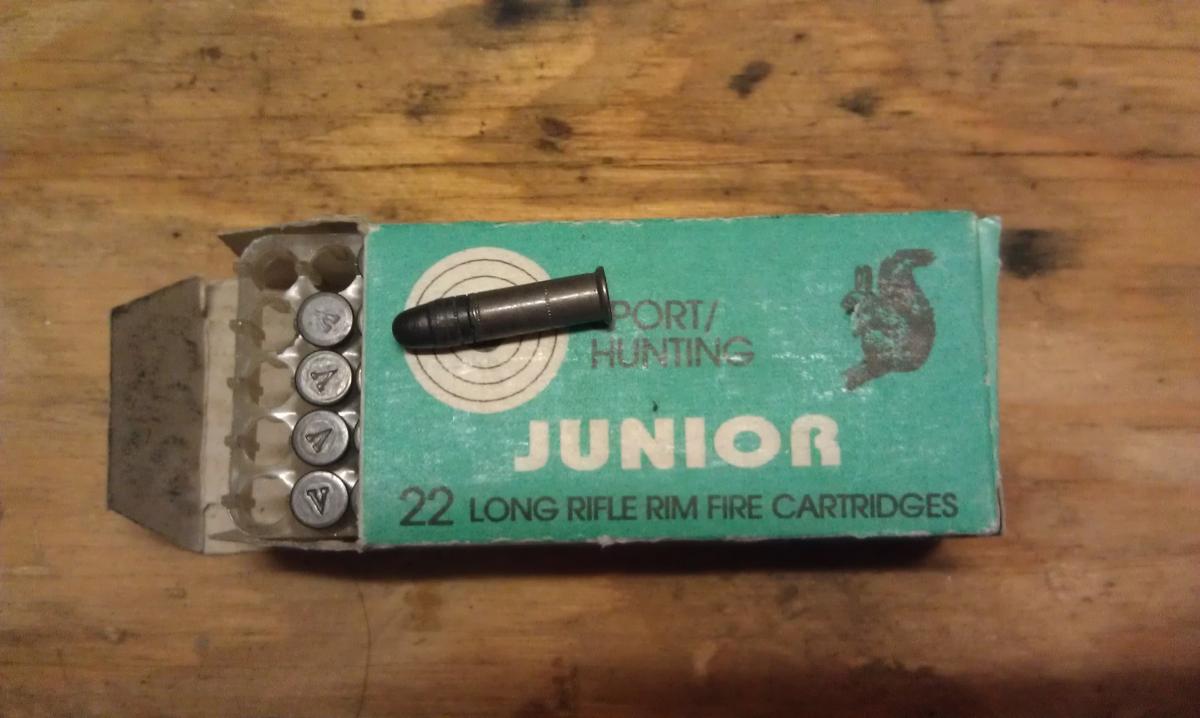 PORT/
HUNTING
JUNIOR
22 LONG RIFLE RIM FIRE CARTRIDGES